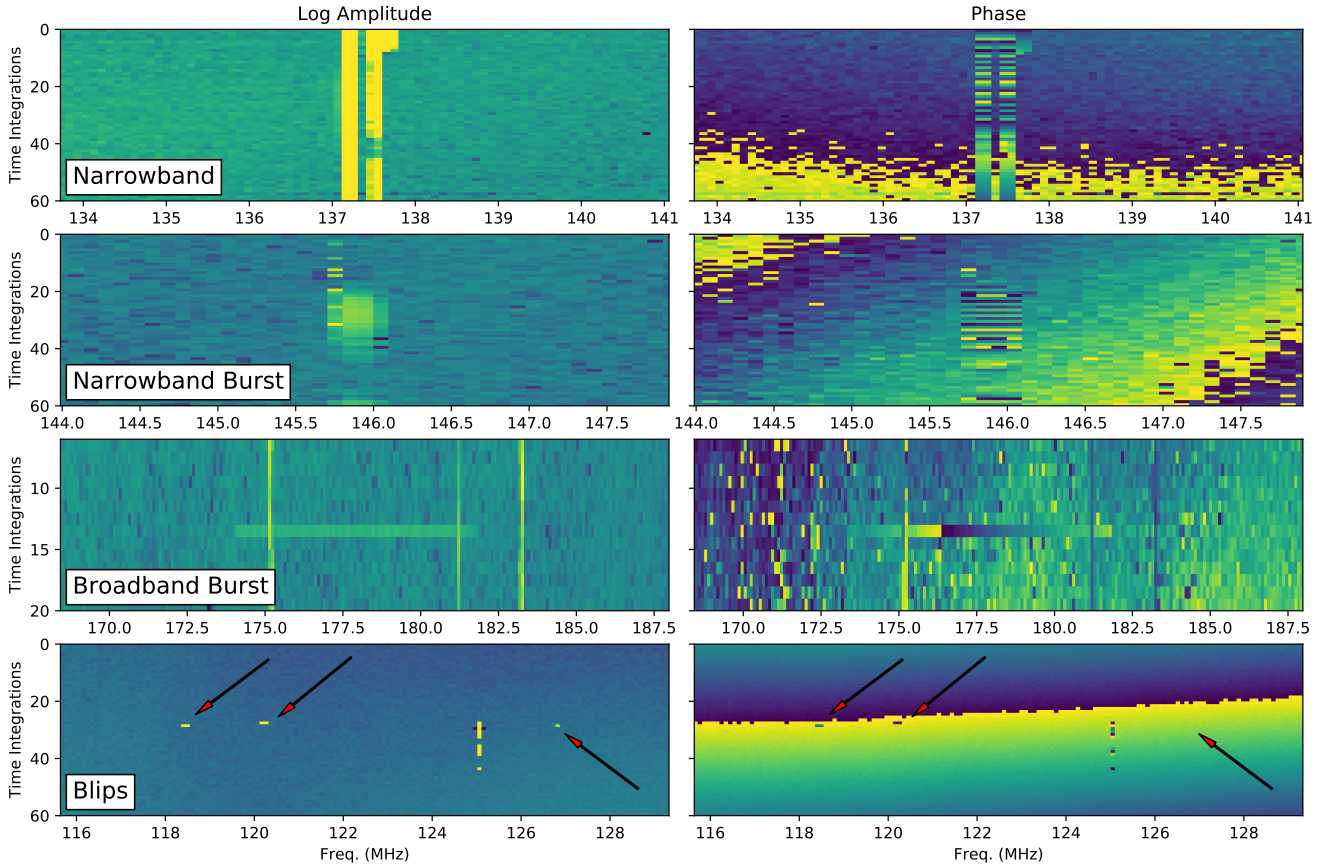 Log Amplitude Phase
0 20 40 60
Time Integrations
Narrowband
134 135 136 137 138 139 140 141
134 135 136 137 138 139 140 141
0 20 40 60
Time Integrations
Narrowband Burst
144.0 144.5 145.0 145.5 146.0 146.5 147.0 147.5
144.0 144.5 145.0 145.5 146.0 146.5 147.0 147.5
10 15 20
Time Integrations
Broadband Burst
170.0 172.5 175.0 177.5 180.0 182.5 185.0 187.5
170.0 172.5 175.0 177.5 180.0 182.5 185.0 187.5
0 20 40 60
Time Integrations
Blips
116 118 120 122 124 126 128
116 118 120 122 124 126 128
Freq. (MHz) Freq. (MHz)